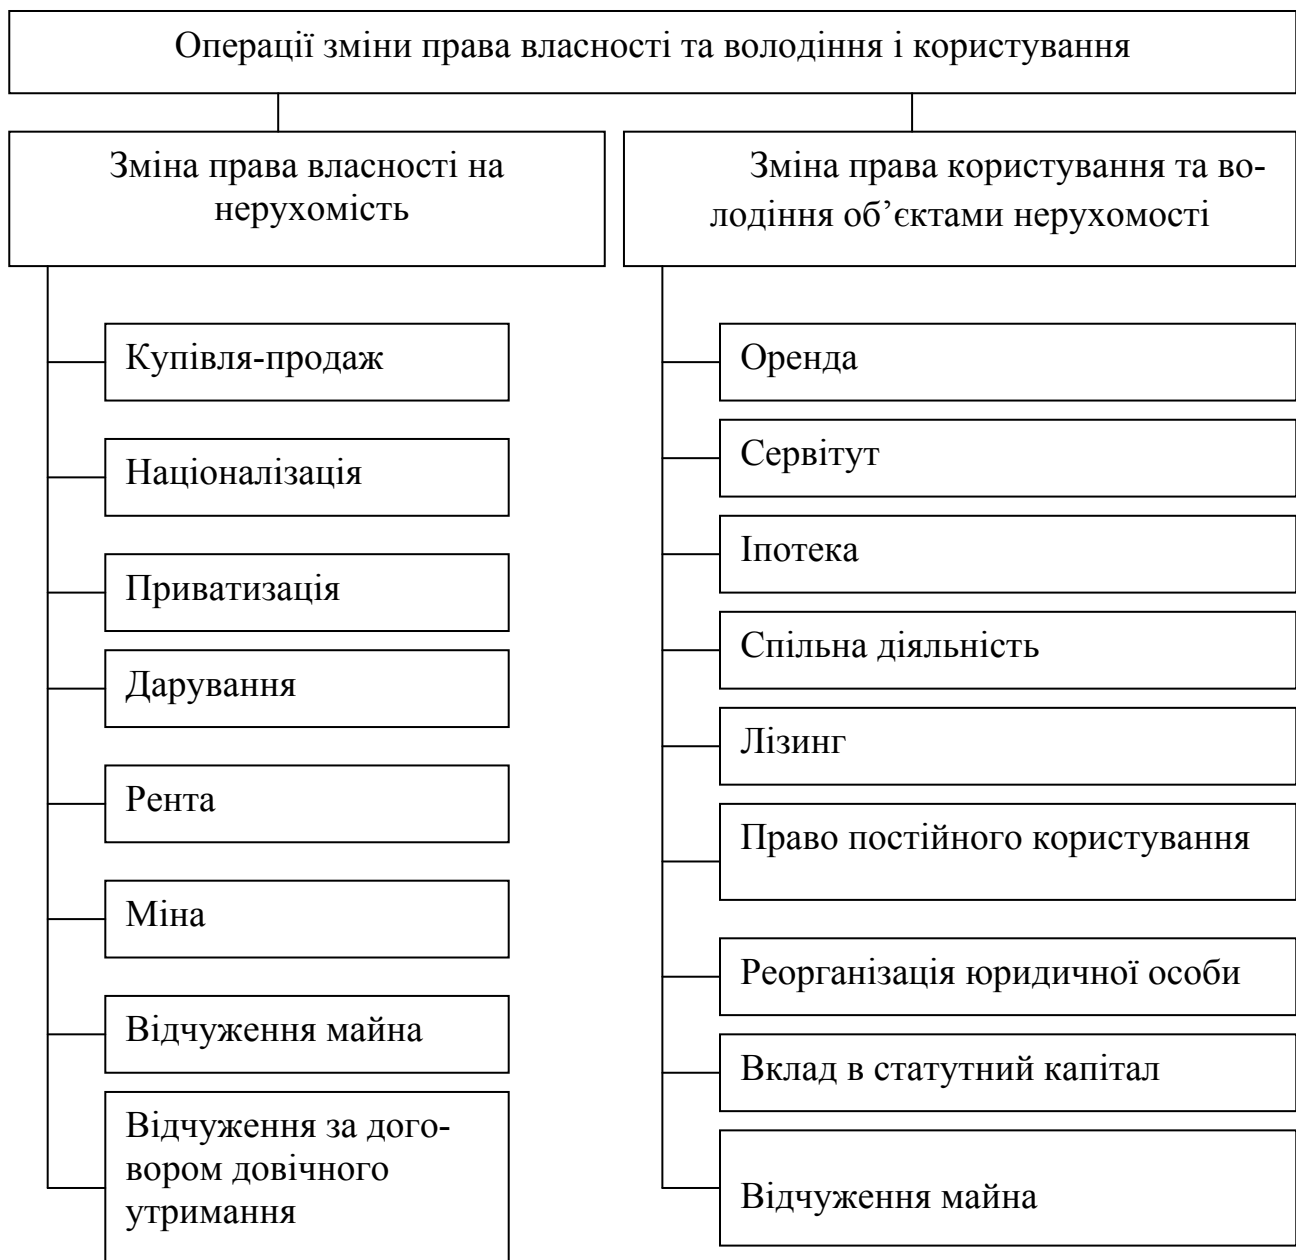 Операції зміни права власності та володіння і користування
Зміна права власності на
нерухомість
Зміна права користування та во-
лодіння об’єктами нерухомості
Купівля-продаж
Націоналізація
Приватизація
Дарування
Рента
Міна
Відчуження майна
Відчуження за дого-
вором довічного
утримання
Оренда
Сервітут
Іпотека
Спільна діяльність
Лізинг
Право постійного користування
Реорганізація юридичної особи
Вклад в статутний капітал
Відчуження майна